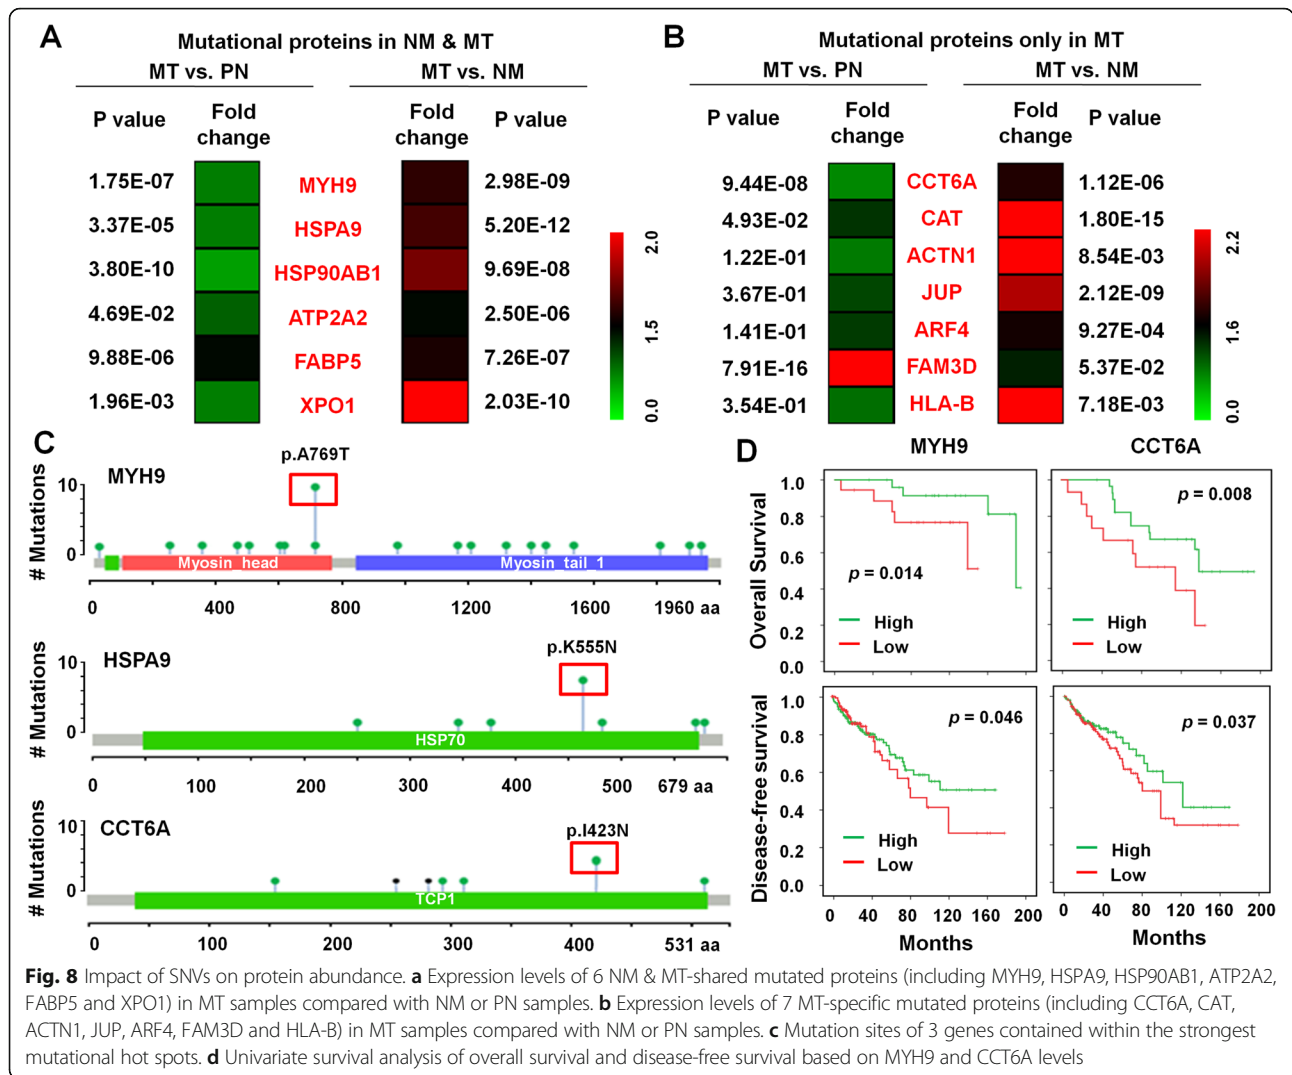 A
Mutational proteins in NM & MT
MT vs. PN
MT vs. NM
P value
Fold change
Fold change
P value
1.75E-07 MYH9 2.98E-09
3.37E-05 HSPA9 5.20E-12
3.80E-10 HSP90AB1 9.69E-08
4.69E-02 ATP2A2 2.50E-06
9.88E-06 FABP5 7.26E-07
1.96E-03 XPO1 2.03E-10
2.0
1.5
0.0
B
Mutational proteins only in MT
MT vs. PN
MT vs. NM
P value
Fold change
Fold change
P value
9.44E-08 CCT6A 1.12E-06
4.93E-02 CAT 1.80E-15
1.22E-01 ACTN1 8.54E-03
3.67E-01 JUP 2.12E-09
1.41E-01 ARF4 9.27E-04
7.91E-16 FAM3D 5.37E-02
3.54E-01 HLA-B 7.18E-03
2.2
1.6
0.0
C
MYH9
p.A769T
# Mutations
10
0
Myosin_head
Myosin_tail_1
0 400 800 1200 1600 1960 aa
HSPA9
p.K555N
# Mutations
10
0
HSP70
0 100 200 300 400 500 679 aa
CCT6A
p.I423N
# Mutations
10
0
TCP1
0 100 200 300 400 531 aa
D
MYH9
CCT6A
Overall Survival
1.0
0.8
0.6
0.4
0.2
0.0
p = 0.014
High
Low
p = 0.008
High
Low
Disease-free survival
1.0
0.8
0.6
0.4
0.2
0.0
p = 0.046
High
Low
p = 0.037
High
Low
0 40 80 120 160 200
0 40 80 120 160 200
Months
Months
Fig. 8 Impact of SNVs on protein abundance. a Expression levels of 6 NM & MT-shared mutated proteins (including MYH9, HSPA9, HSP90AB1, ATP2A2,
FABP5 and XPO1) in MT samples compared with NM or PN samples. b Expression levels of 7 MT-specific mutated proteins (including CCT6A, CAT,
ACTN1, JUP, ARF4, FAM3D and HLA-B) in MT samples compared with NM or PN samples. c Mutation sites of 3 genes contained within the strongest
mutational hot spots. d Univariate survival analysis of overall survival and disease-free survival based on MYH9 and CCT6A levels